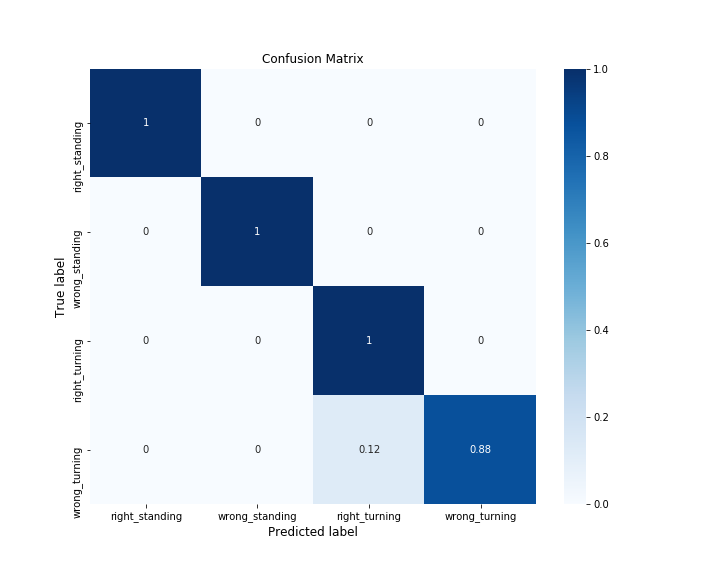 Confusion Matrix
True label
right_standing
1
0
0
0
wrong_standing
0
1
0
0
right_turning
0
0
1
0
wrong_turning
0
0
0.12
0.88
right_standing
wrong_standing
right_turning
wrong_turning
Predicted label
1.0
0.8
0.6
0.4
0.2
0.0